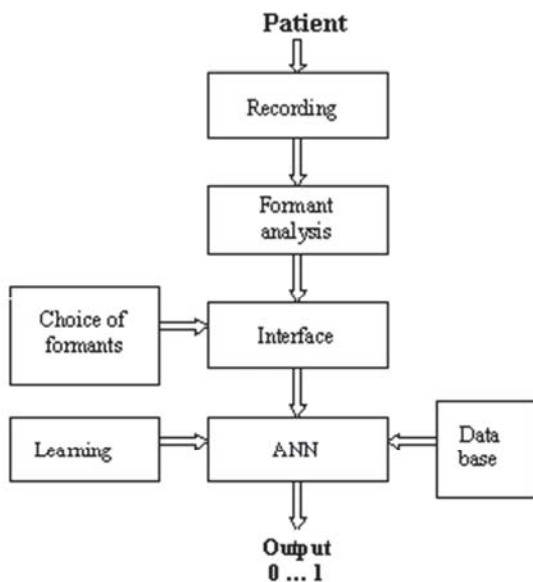 Patient
Recording
Formant
analysis
Choice of
formants
Interface
Learning
ANN
Data
base
Output
0 ... 1